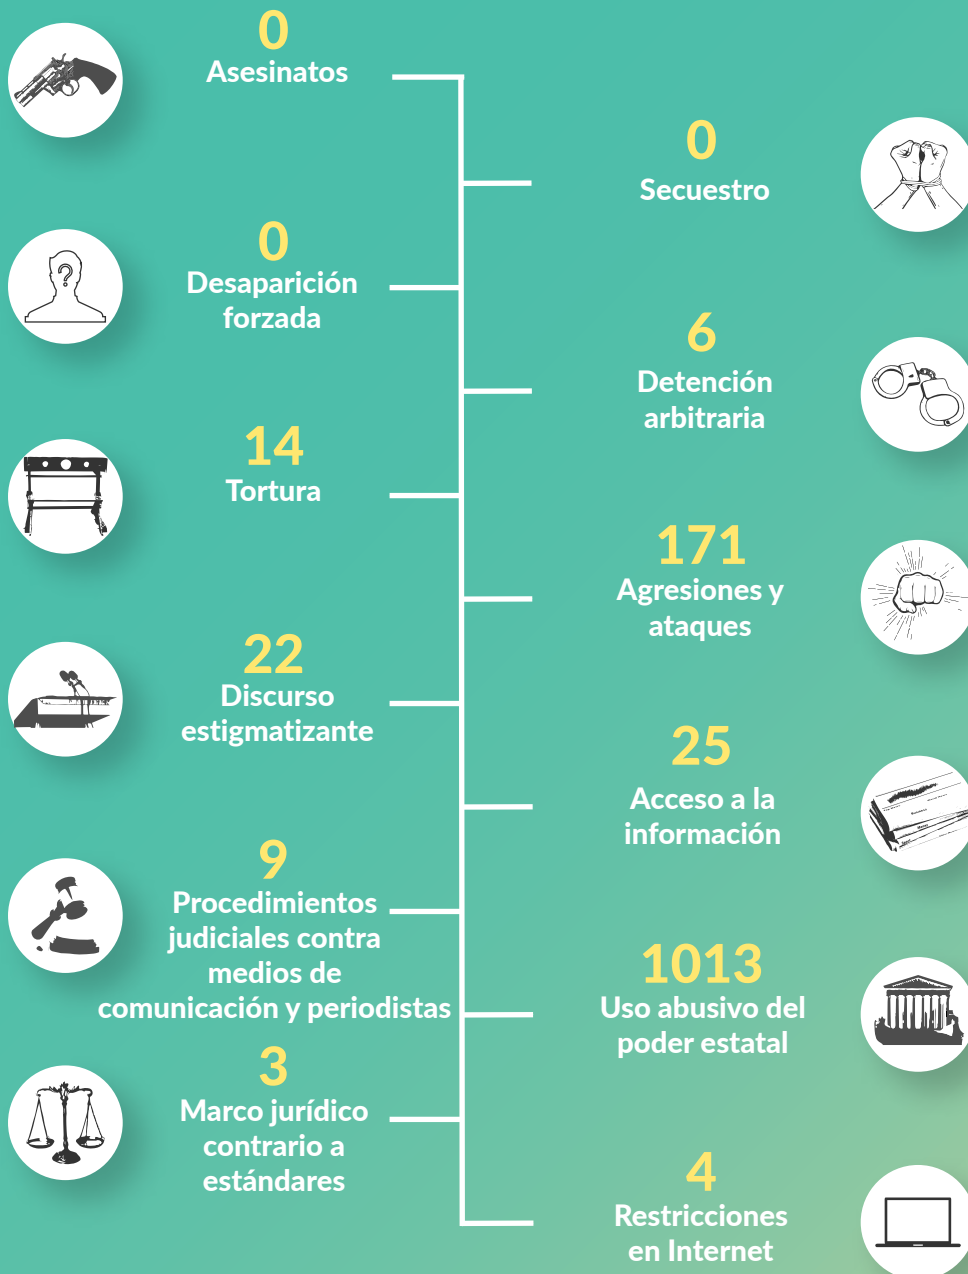 0
Asesinatos
0
Secuestro
0
Desaparición
forzada
6
Detención
arbitraria
14
Tortura
171
Agresiones y
ataques
22
Discurso
estigmatizante
25
Acceso a la
información
9
Procedimientos
judiciales contra
medios de
comunicación y periodistas
1013
Uso abusivo del
poder estatal
3
Marco jurídico
contrario a
estándares
4
Restricciones
en Internet